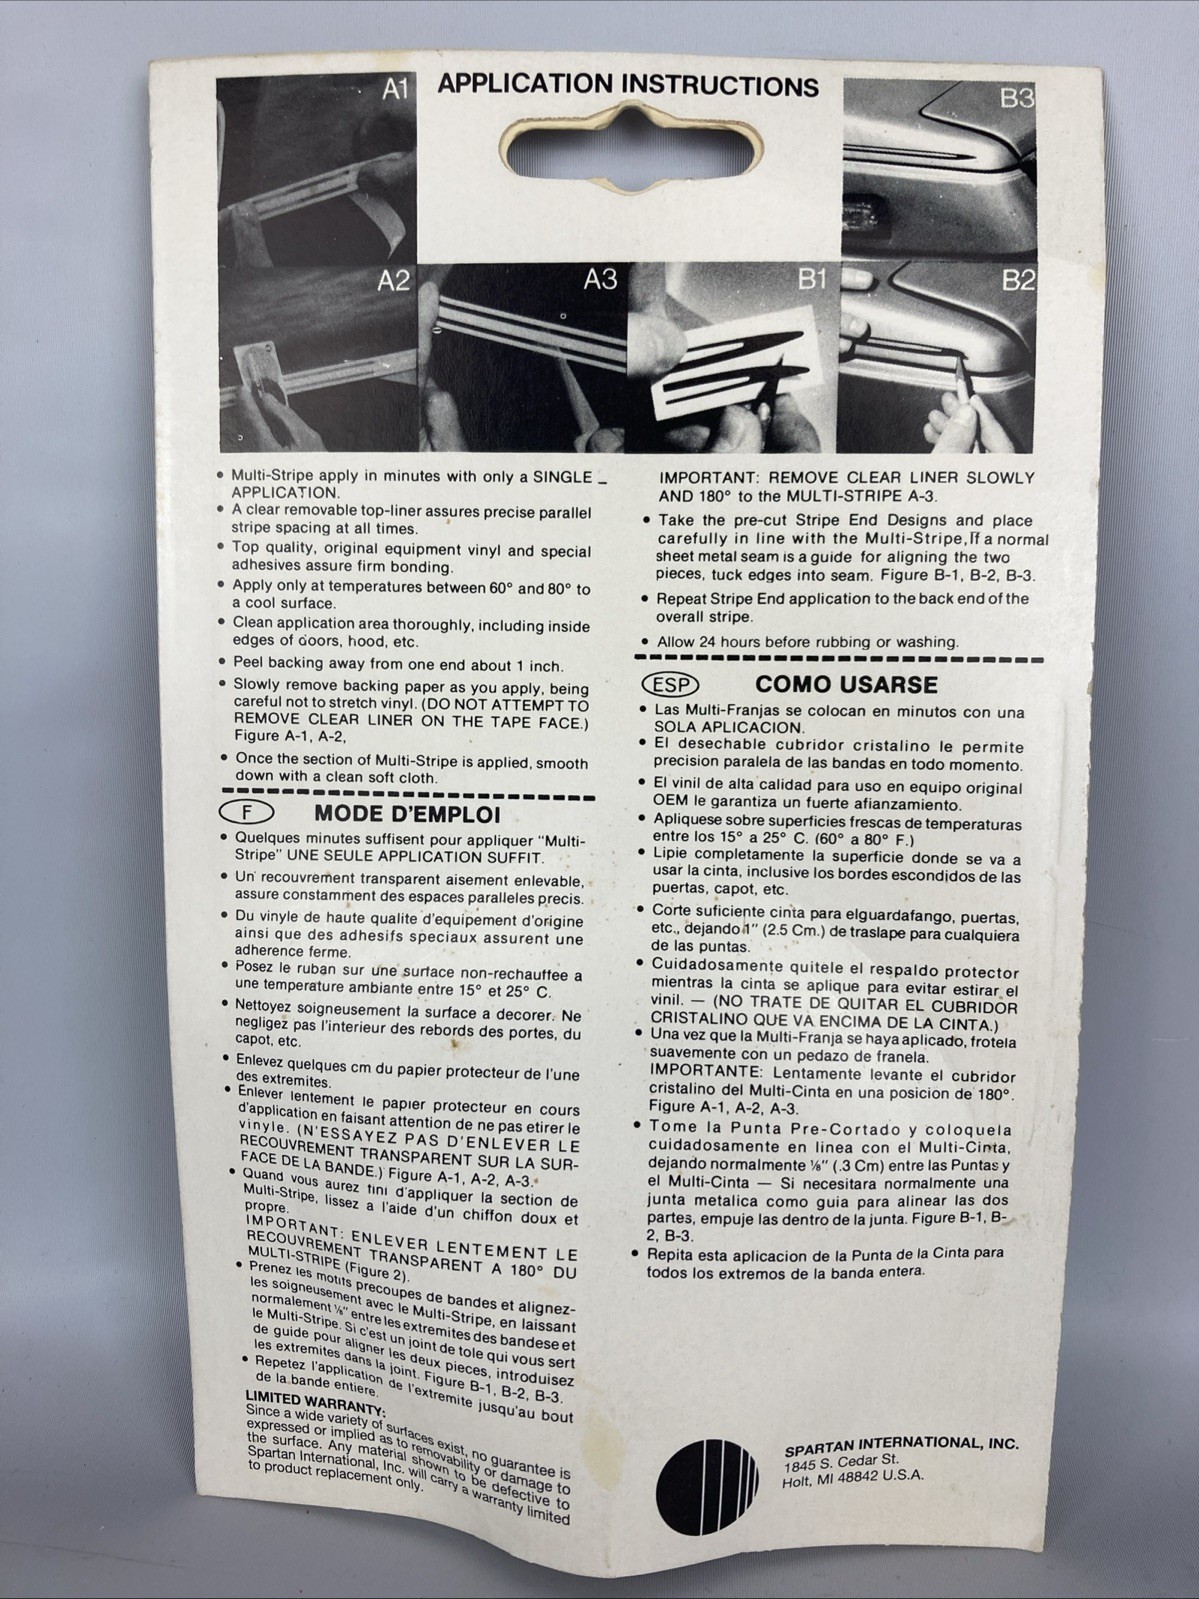 APPLICATION INSTRUCTIONS
A1
B3
A2
A3
B1
B2
• Multi-Stripe apply in minutes with only a SINGLE
APPLICATION.
• A clear removable top-liner assures precise parallel
stripe spacing at all times.
• Top quality, original equipment vinyl and special
adhesives assure firm bonding.
• Apply only at temperatures between 60° and 80° to
a cool surface.
• Clean application area thoroughly, including inside
edges of doors, hood, etc.
• Peel backing away from one end about 1 inch.
• Slowly remove backing paper as you apply, being
careful not to stretch vinyl. (DO NOT ATTEMPT TO
REMOVE CLEAR LINER ON THE TAPE FACE.)
Figure A-1, A-2,
• Once the section of Multi-Stripe is applied, smooth
down with a clean soft cloth.
IMPORTANT: REMOVE CLEAR LINER SLOWLY
AND 180° to the MULTI-STRIPE A-3.
• Take the pre-cut Stripe End Designs and place
carefully in line with the Multi-Stripe, If a normal
sheet metal seam is a guide for aligning the two
pieces, tuck edges into seam. Figure B-1, B-2, B-3.
• Repeat Stripe End application to the back end of the
overall stripe.
• Allow 24 hours before rubbing or washing.
F MODE D'EMPLOI
• Quelques minutes suffisent pour appliquer "Multi-
Stripe" UNE SEULE APPLICATION SUFFIT.
• Un recouvrement transparent aisement enlevable,
assure constamment des espaces paralleles precis.
• Du vinyle de haute qualite d'equipement d'origine
ainsi que des adhesifs speciaux assurent une
adherence ferme.
• Posez le ruban sur une surface non-rechauffee a
une temperature ambiante entre 15° et 25° C.
• Nettoyez soigneusement la surface a decorer. Ne
negligez pas l'interieur des rebords des portes, du
capot, etc.
• Enlevez quelques cm du papier protecteur de l'une
des extremites.
• Enlever lentement le papier protecteur en cours
d'application en faisant attention de ne pas etirer le
vinyle. (N'ESSAYEZ PAS D'ENLEVER LE
RECOUVREMENT TRANSPARENT SUR LA SUR-
FACE DE LA BANDE.) Figure A-1, A-2, A-3.
• Quand vous aurez fini d'appliquer la section de
Multi-Stripe, lissez a l'aide d'un chiffon doux et
propre.
IMPORTANT: ENLEVER LENTEMENT LE
RECOUVREMENT TRANSPARENT A 180° DU
MULTI-STRIPE (Figure 2).
• Prenez les motifs precoupes de bandes et alignez-
les soigneusement avec le Multi-Stripe, en laissant
normalement ⅛" entre les extremites des bandese et
le Multi-Stripe. Si c'est un joint de tole qui vous sert
de guide pour aligner les deux pieces, introduisez
les extremites dans la joint. Figure B-1, B-2, B-3.
• Repetez l'application de l'extremite jusqu'au bout
de la bande entiere.
LIMITED WARRANTY:
Since a wide variety of surfaces exist, no guarantee is
expressed or implied as to removability or damage to
the surface. Any material shown to be defective to
Spartan International, Inc. will carry a warranty limited
to product replacement only.
ESP COMO USARSE
• Las Multi-Franjas se colocan en minutos con una
SOLA APLICACION.
• El desechable cubridor cristalino le permite
precision paralela de las bandas en todo momento.
• El vinil de alta calidad para uso en equipo original
OEM le garantiza un fuerte afianzamiento.
• Apliquese sobre superficies frescas de temperaturas
entre los 15° a 25° C. (60° a 80° F.)
• Lipie completamente la superficie donde se va a
usar la cinta, inclusive los bordes escondidos de las
puertas, capot, etc.
• Corte suficiente cinta para elguardafango, puertas,
etc., dejando 1" (2.5 Cm.) de traslape para cualquiera
de las puntas.
• Cuidadosamente quitele el respaldo protector
mientras la cinta se aplique para evitar estirar el
vinil. — (NO TRATE DE QUITAR EL CUBRIDOR
CRISTALINO QUE VA ENCIMA DE LA CINTA.)
• Una vez que la Multi-Franja se haya aplicado, frotela
suavemente con un pedazo de franela.
IMPORTANTE: Lentamente levante el cubridor
cristalino del Multi-Cinta en una posicion de 180°.
Figure A-1, A-2, A-3.
• Tome la Punta Pre-Cortado y coloquela
cuidadosamente en linea con el Multi-Cinta,
dejando normalmente ⅛" (.3 Cm) entre las Puntas y
el Multi-Cinta — Si necesitara normalmente una
junta metalica como guia para alinear las dos
partes, empuje las dentro de la junta. Figure B-1, B-
2, B-3.
• Repita esta aplicacion de la Punta de la Cinta para
todos los extremos de la banda entera.
SPARTAN INTERNATIONAL, INC.
1845 S. Cedar St.
Holt, MI 48842 U.S.A.